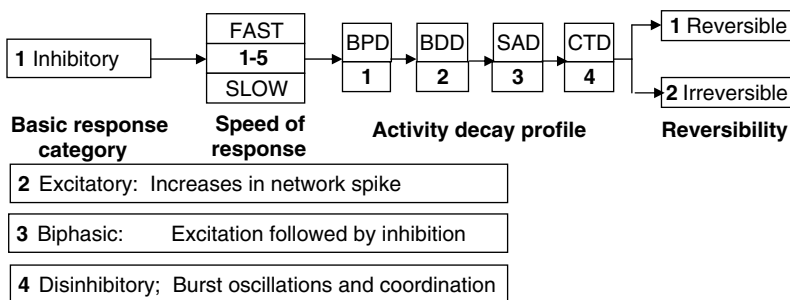 1 Inhibitory
FAST
1-5
SLOW
BPD BDD SAD CTD
1 2 3 4
1 Reversible
2 Irreversible
Basic response category
Speed of response
Activity decay profile
Reversibility
2 Excitatory: Increases in network spike
3 Biphasic: Excitation followed by inhibition
4 Disinhibitory; Burst oscillations and coordination